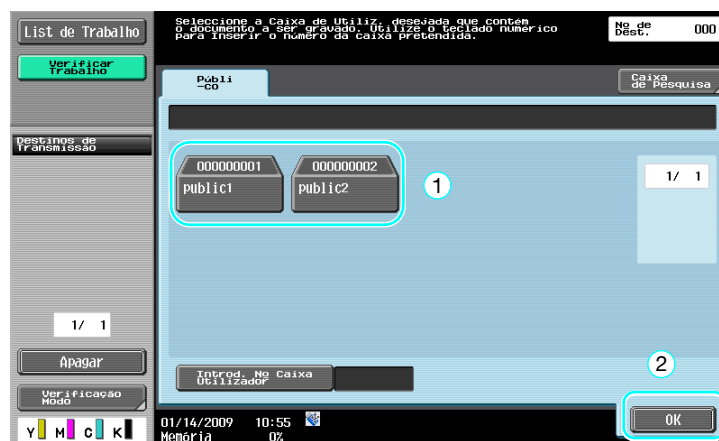 List de Trabalho
Verificar
Trabalho
Seleccione a Caixa de Utiliz. desejada que contém
o documento a ser gravado. Utilize o teclado numérico
para Inserir o número da caixa pretendida.
Nº de
Dest.
000
Públi
-co
Caixa
de Pesquisa
Destinos de
Transmissão
000000001
public1
000000002
public2
1
1/ 1
1/ 1
Apagar
Verificação
Modo
Introd. Nº Caixa
Utilizador
2
OK
Y M C K
01/14/2009 10:55
Memória 0%